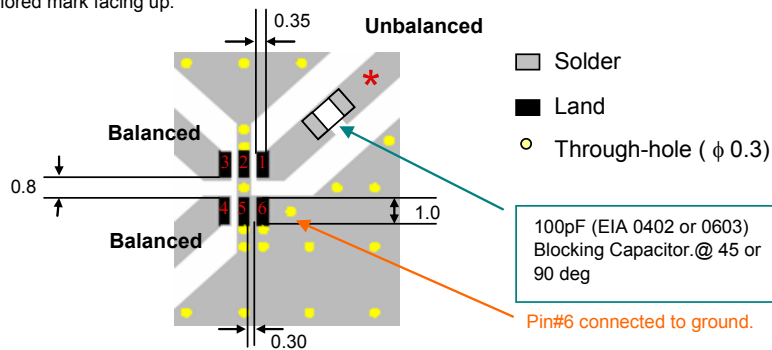 lored mark facing up.
0.35
Unbalanced
*
Solder
Land
Through-hole ( ϕ 0.3)
Balanced
3 2 1
0.8
4 5 6
1.0
Balanced
100pF (EIA 0402 or 0603)
Blocking Capacitor.@ 45 or
90 deg
Pin#6 connected to ground.
0.30